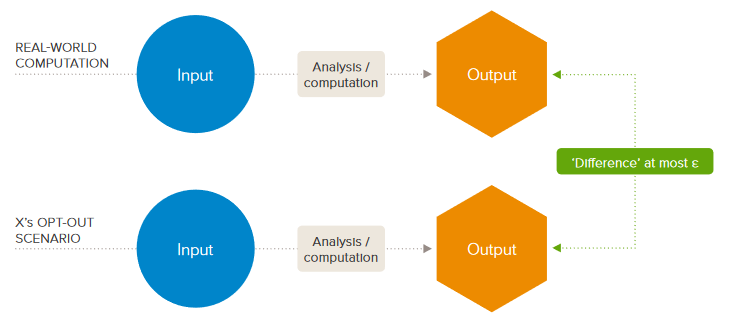 REAL-WORLD
COMPUTATION
Input
Analysis /
computation
Output
‘Difference’ at most ε
X’s OPT-OUT
SCENARIO
Input
Analysis /
computation
Output